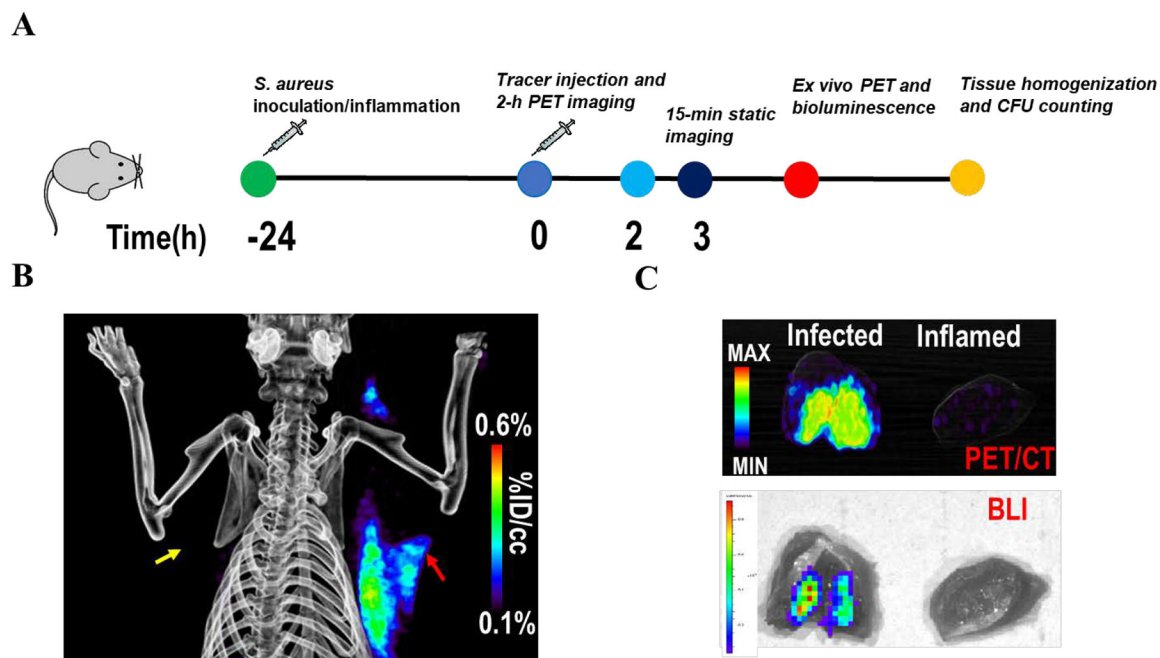 A
S. aureus
inoculation/inflammation
Tracer injection and
2-h PET imaging
15-min static
imaging
Ex vivo PET and
bioluminescence
Tissue homogenization
and CFU counting
Time(h)
-24
0
2
3
B
0.6%
%ID/cc
0.1%
C
Infected
Inflamed
MAX
MIN
PET/CT
BLI